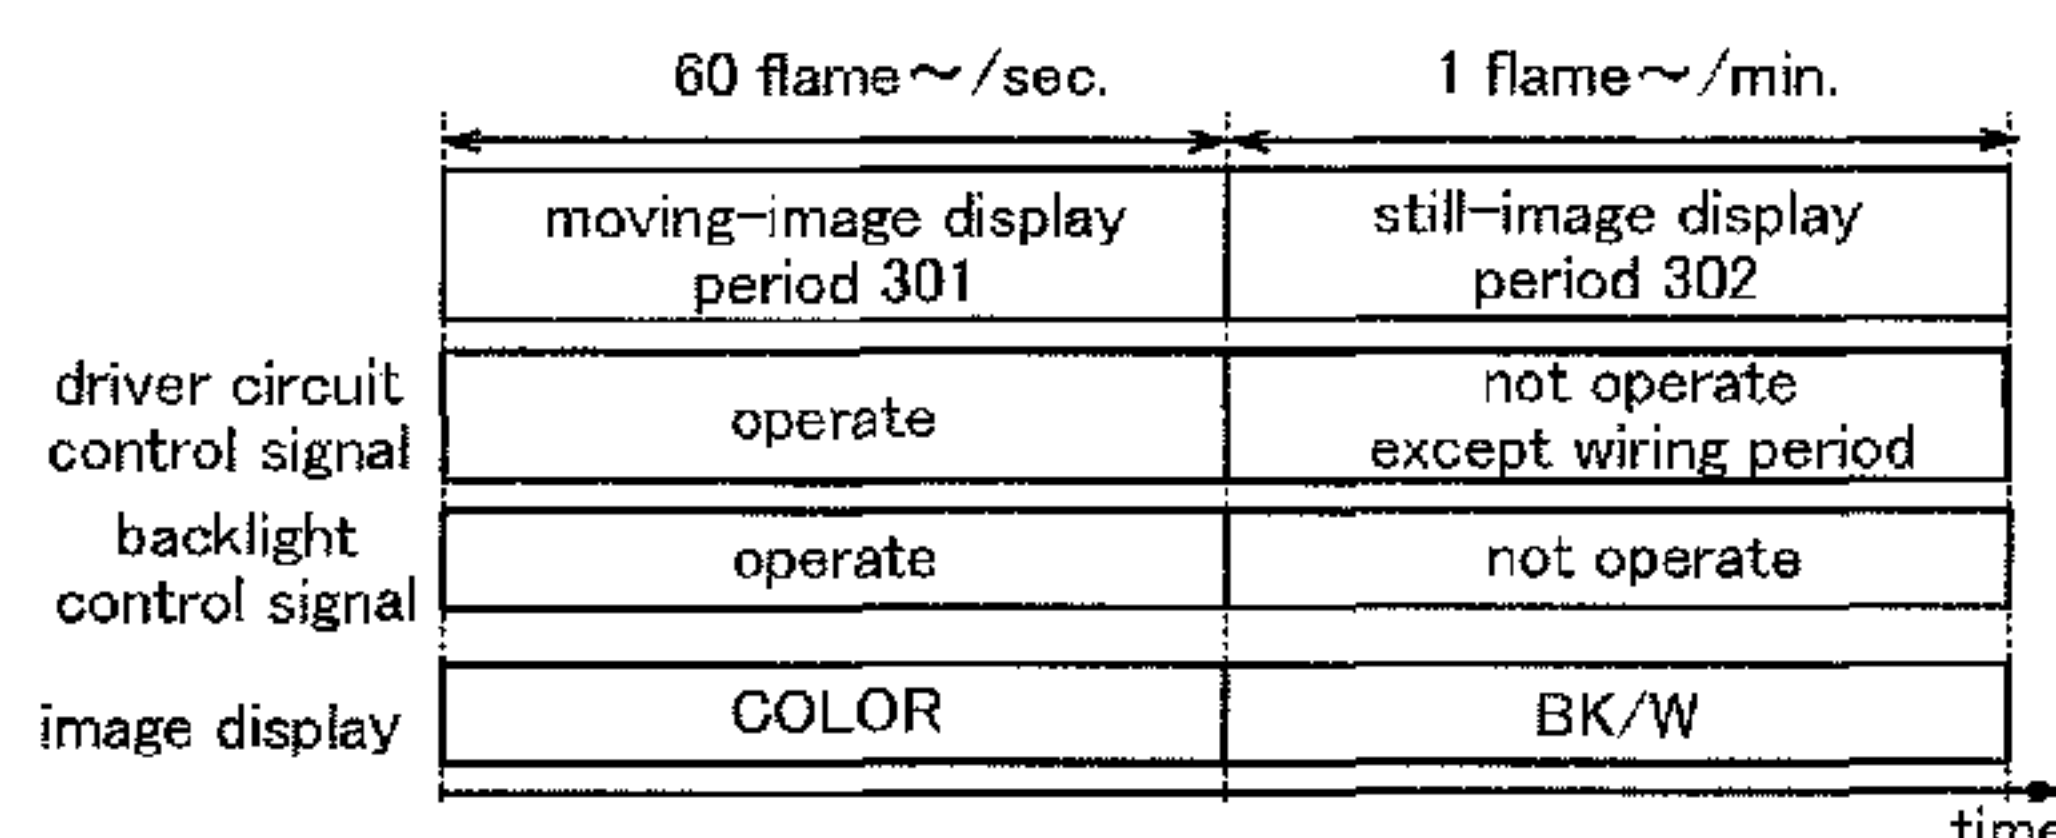 60 flame～/sec.
1 flame～/min.
moving-image display
period 301
still-image display
period 302
driver circuit
control signal
operate
not operate
except wiring period
backlight
control signal
operate
not operate
image display
COLOR
BK/W
time